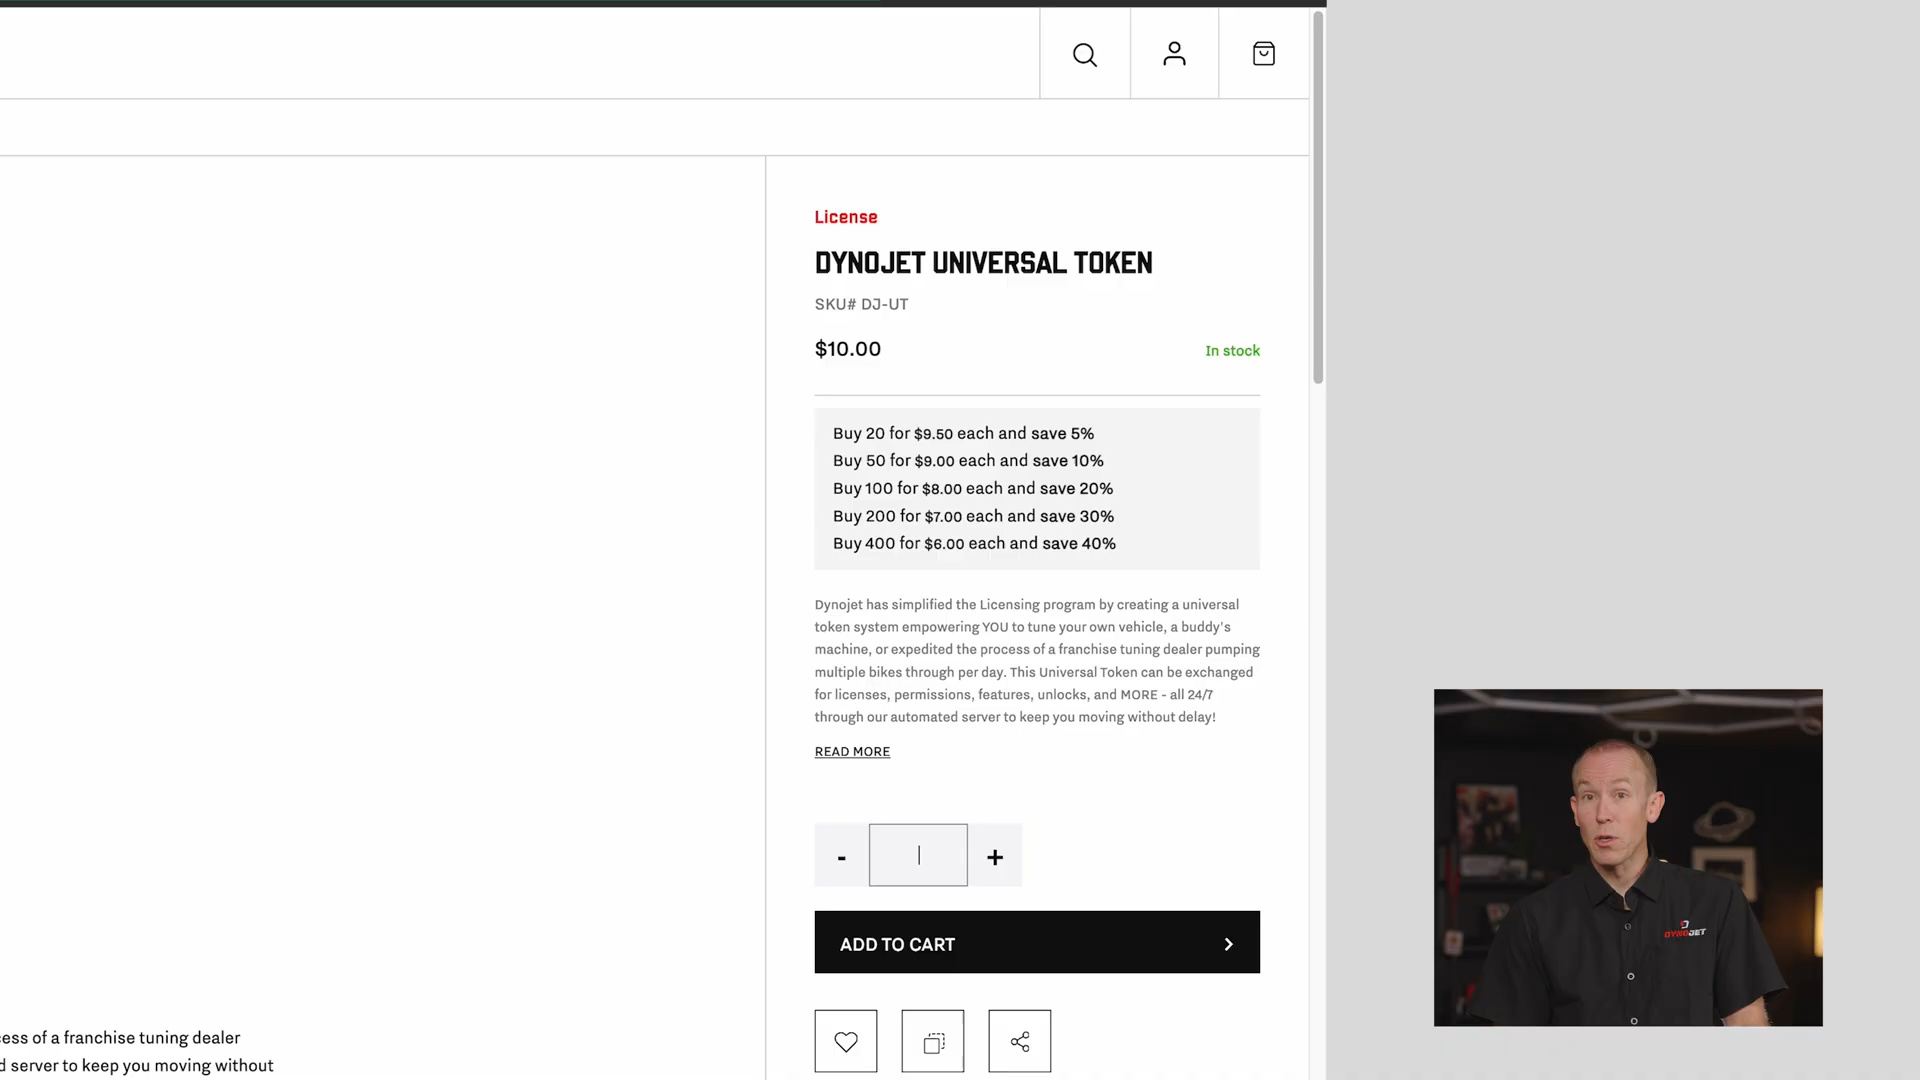 License
DYNOJET UNIVERSAL TOKEN
SKU# DJ-UT
$10.00
In stock
Buy 20 for $9.50 each and save 5%
Buy 50 for $9.00 each and save 10%
Buy 100 for $8.00 each and save 20%
Buy 200 for $7.00 each and save 30%
Buy 400 for $6.00 each and save 40%
Dynojet has simplified the Licensing program by creating a universal
token system empowering YOU to tune your own vehicle, a buddy's
machine, or expedited the process of a franchise tuning dealer pumping
multiple bikes through per day. This Universal Token can be exchanged
for licenses, permissions, features, unlocks, and MORE - all 24/7
through our automated server to keep you moving without delay!
READ MORE
- +
ADD TO CART
ess of a franchise tuning dealer
d server to keep you moving without
DYNOJET